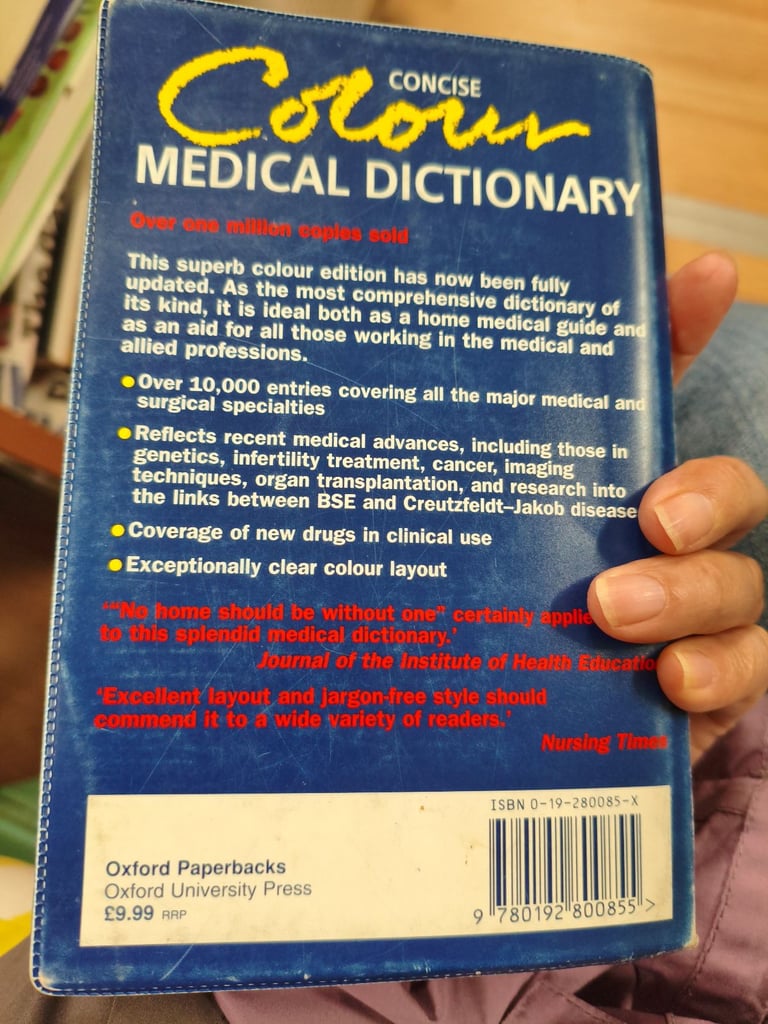 CONCISE
Colour
MEDICAL DICTIONARY
Over one million copies sold
This superb colour edition has now been fully
updated. As the most comprehensive dictionary of
its kind, it is ideal both as a home medical guide and
as an aid for all those working in the medical and
allied professions.
Over 10,000 entries covering all the major medical and
surgical specialties
Reflects recent medical advances, including those in
genetics, infertility treatment, cancer, imaging
techniques, organ transplantation, and research into
the links between BSE and Creutzfeldt–Jakob disease
Coverage of new drugs in clinical use
Exceptionally clear colour layout
'"No home should be without one" certainly applie
to this splendid medical dictionary.'
Journal of the Institute of Health Educatio
'Excellent layout and jargon-free style should
commend it to a wide variety of readers.'
Nursing Times
ISBN 0-19-280085-X
Oxford Paperbacks
Oxford University Press
£9.99 RRP
9 780192 800855 >